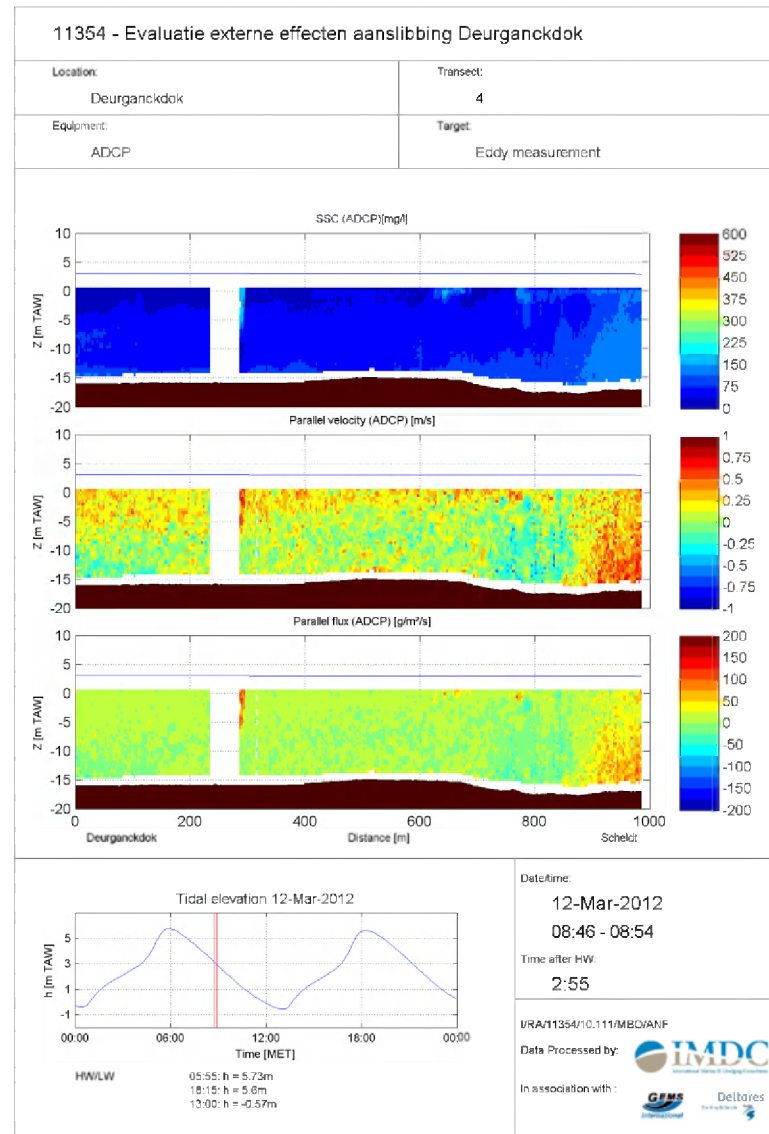 11354 - Evaluatie externe effecten aanslibbing Deurganckdok
Location:
Deurganckdok
Transect:
4
Equipment:
ADCP
Target:
Eddy measurement
SSC (ADCP)[mg/l]
10
5
0
-5
-10
-15
-20
Z [m TAW]
600
525
450
375
300
225
150
75
0
Parallel velocity (ADCP) [m/s]
10
5
0
-5
-10
-15
-20
Z [m TAW]
1
0.75
0.5
0.25
0
-0.25
-0.5
-0.75
-1
Parallel flux (ADCP) [g/m²/s]
10
5
0
-5
-10
-15
-20
Z [m TAW]
200
150
100
50
0
-50
-100
-150
-200
0 200 400 600 800 1000
Deurganckdok Distance [m] Scheldt
Tidal elevation 12-Mar-2012
h [m TAW]
5
3
1
-1
00:00 06:00 12:00 18:00 00:00
Time [MET]
HW/LW
05:55: h = 5.73m
18:15: h = 5.6m
13:00: h = -0.57m
Date/time:
12-Mar-2012
08:46 - 08:54
Time after HW:
2:55
I/RA/11354/10.111/MBO/ANF
Data Processed by:
IMDC
International Marine & Dredging Consultants
In association with :
GEMS
International
Deltares